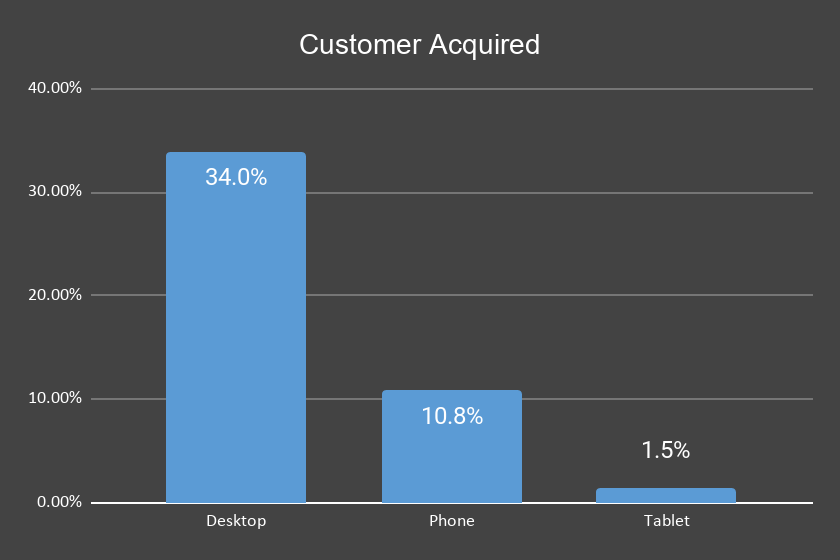 Customer Acquired
40.00%
30.00%
20.00%
10.00%
0.00%
34.0%
10.8%
1.5%
Desktop
Phone
Tablet